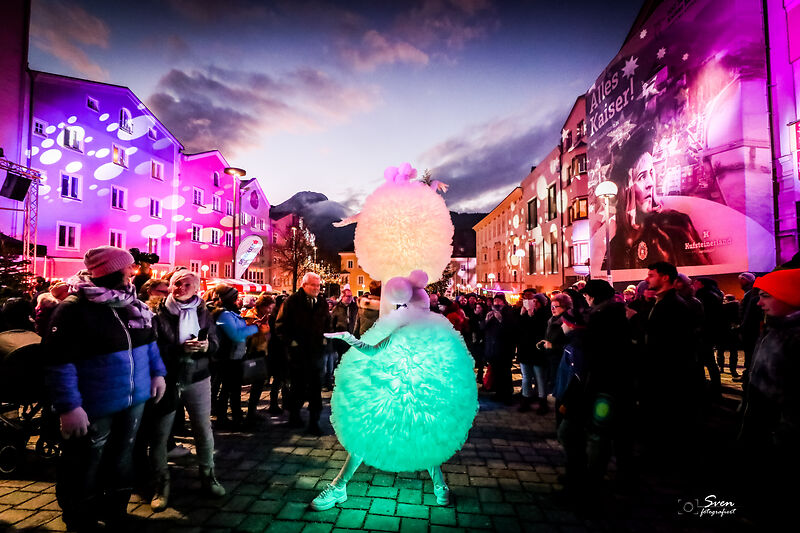 Alles
Kaiser!
Kufsteinerland
Sven
fotografiert